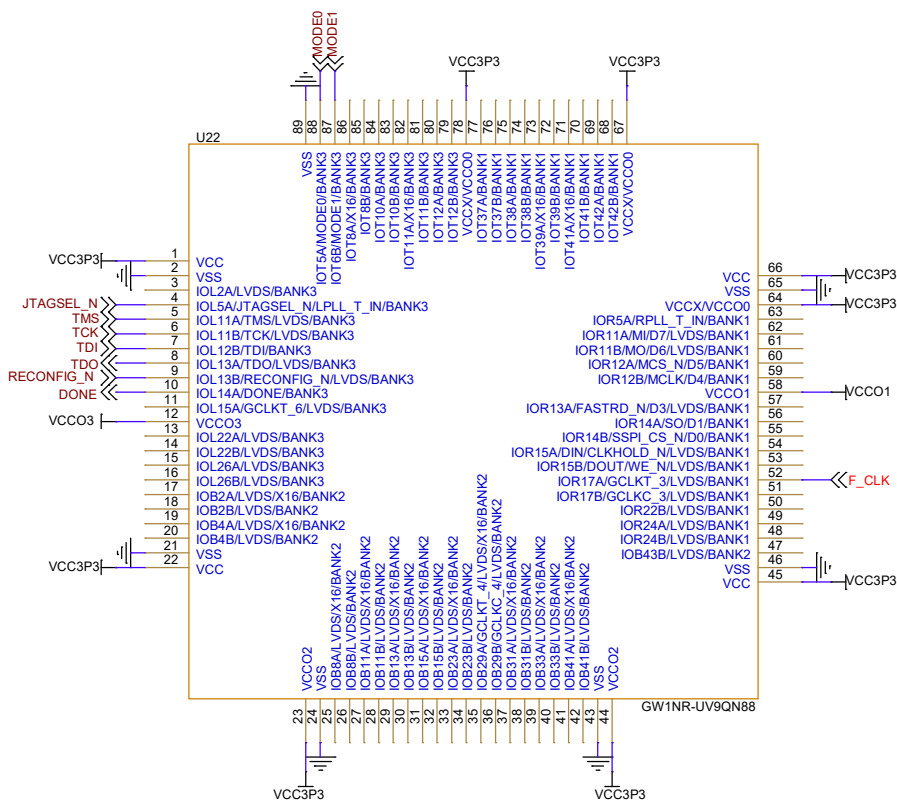 MODE0
MODE1
VCC3P3
VCC3P3
89
88
87
86
85
84
83
82
81
80
79
78
77
76
75
74
73
72
71
70
69
68
67
U22
VSS
IOT5A/MODE0/BANK3
IOT6B/MODE1/BANK3
IOT8A/X16/BANK3
IOT8B/BANK3
IOT10A/BANK3
IOT10B/BANK3
IOT11A/X16/BANK3
IOT11B/BANK3
IOT12A/BANK3
IOT12B/BANK3
VCCX/VCCO0
IOT37A/BANK1
IOT37B/BANK1
IOT38A/BANK1
IOT38B/BANK1
IOT39A/X16/BANK1
IOT39B/BANK1
IOT41A/X16/BANK1
IOT41B/BANK1
IOT42A/BANK1
IOT42B/BANK1
VCCX/VCCO0
VCC3P3 1 VCC
2 VSS
3 IOL2A/LVDS/BANK3
JTAGSEL_N 4 IOL5A/JTAGSEL_N/LPLL_T_IN/BANK3
TMS 5 IOL11A/TMS/LVDS/BANK3
TCK 6 IOL11B/TCK/LVDS/BANK3
TDI 7 IOL12B/TDI/BANK3
TDO 8 IOL13A/TDO/LVDS/BANK3
RECONFIG_N 9 IOL13B/RECONFIG_N/LVDS/BANK3
DONE 10 IOL14A/DONE/BANK3
11 IOL15A/GCLKT_6/LVDS/BANK3
VCCO3 12 VCCO3
13 IOL22A/LVDS/BANK3
14 IOL22B/LVDS/BANK3
15 IOL26A/LVDS/BANK3
16 IOL26B/LVDS/BANK3
17 IOB2A/LVDS/X16/BANK2
18 IOB2B/LVDS/BANK2
19 IOB4A/LVDS/X16/BANK2
20 IOB4B/LVDS/BANK2
21 VSS
VCC3P3 22 VCC
VCC 66 VCC3P3
VSS 65
VCCX/VCCO0 64 VCC3P3
IOR5A/RPLL_T_IN/BANK1 63
IOR11A/MI/D7/LVDS/BANK1 62
IOR11B/MO/D6/LVDS/BANK1 61
IOR12A/MCS_N/D5/BANK1 60
IOR12B/MCLK/D4/BANK1 59
VCCO1 58 VCCO1
IOR13A/FASTRD_N/D3/LVDS/BANK1 57
IOR14A/SO/D1/BANK1 56
IOR14B/SSPI_CS_N/D0/BANK1 55
IOR15A/DIN/CLKHOLD_N/LVDS/BANK1 54
IOR15B/DOUT/WE_N/LVDS/BANK1 53
IOR17A/GCLKT_3/LVDS/BANK1 52 F_CLK
IOR17B/GCLKC_3/LVDS/BANK1 51
IOR22B/LVDS/BANK1 50
IOR24A/LVDS/BANK1 49
IOR24B/LVDS/BANK1 48
IOB43B/LVDS/BANK2 47
VSS 46
VCC 45 VCC3P3
VCCO2
VSS
IOB8A/LVDS/X16/BANK2
IOB8B/LVDS/BANK2
IOB11A/LVDS/X16/BANK2
IOB11B/LVDS/BANK2
IOB13A/LVDS/X16/BANK2
IOB13B/LVDS/BANK2
IOB15A/LVDS/X16/BANK2
IOB15B/LVDS/BANK2
IOB23A/LVDS/X16/BANK2
IOB23B/LVDS/BANK2
IOB29A/GCLKT_4/LVDS/X16/BANK2
IOB29B/GCLKC_4/LVDS/BANK2
IOB31A/LVDS/X16/BANK2
IOB31B/LVDS/BANK2
IOB33A/LVDS/X16/BANK2
IOB33B/LVDS/BANK2
IOB41A/LVDS/X16/BANK2
IOB41B/LVDS/BANK2
VSS
VCCO2
GW1NR-UV9QN88
23
24
25
26
27
28
29
30
31
32
33
34
35
36
37
38
39
40
41
42
43
44
VCC3P3
VCC3P3